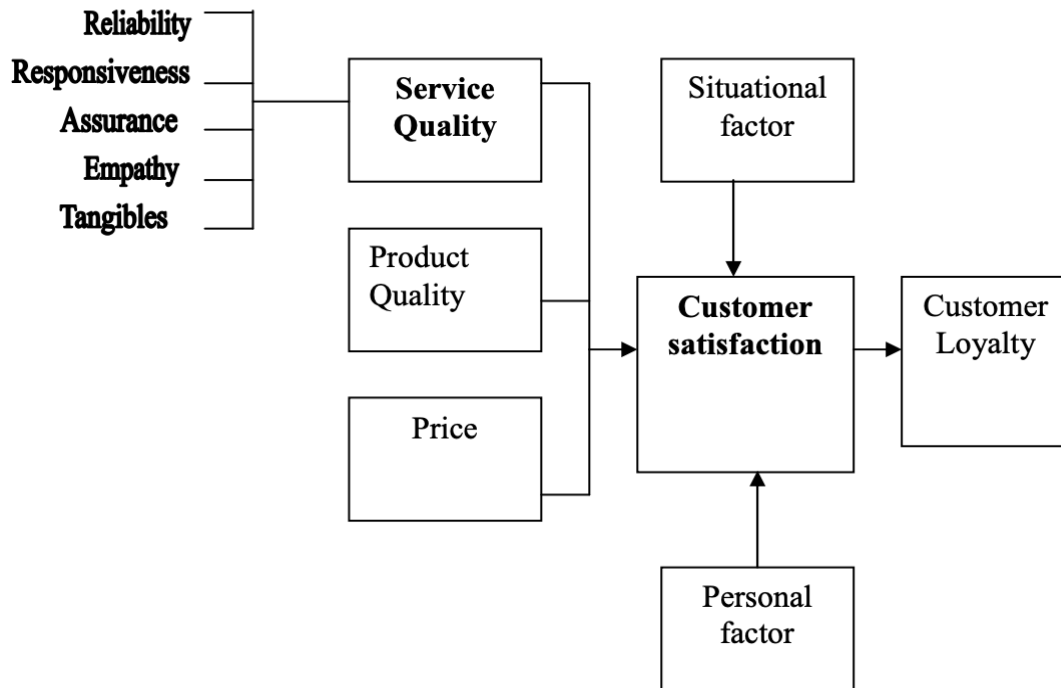 Reliability
Responsiveness
Assurance
Empathy
Tangibles
Service
Quality
Product
Quality
Price
Situational
factor
Customer
satisfaction
Personal
factor
Customer
Loyalty